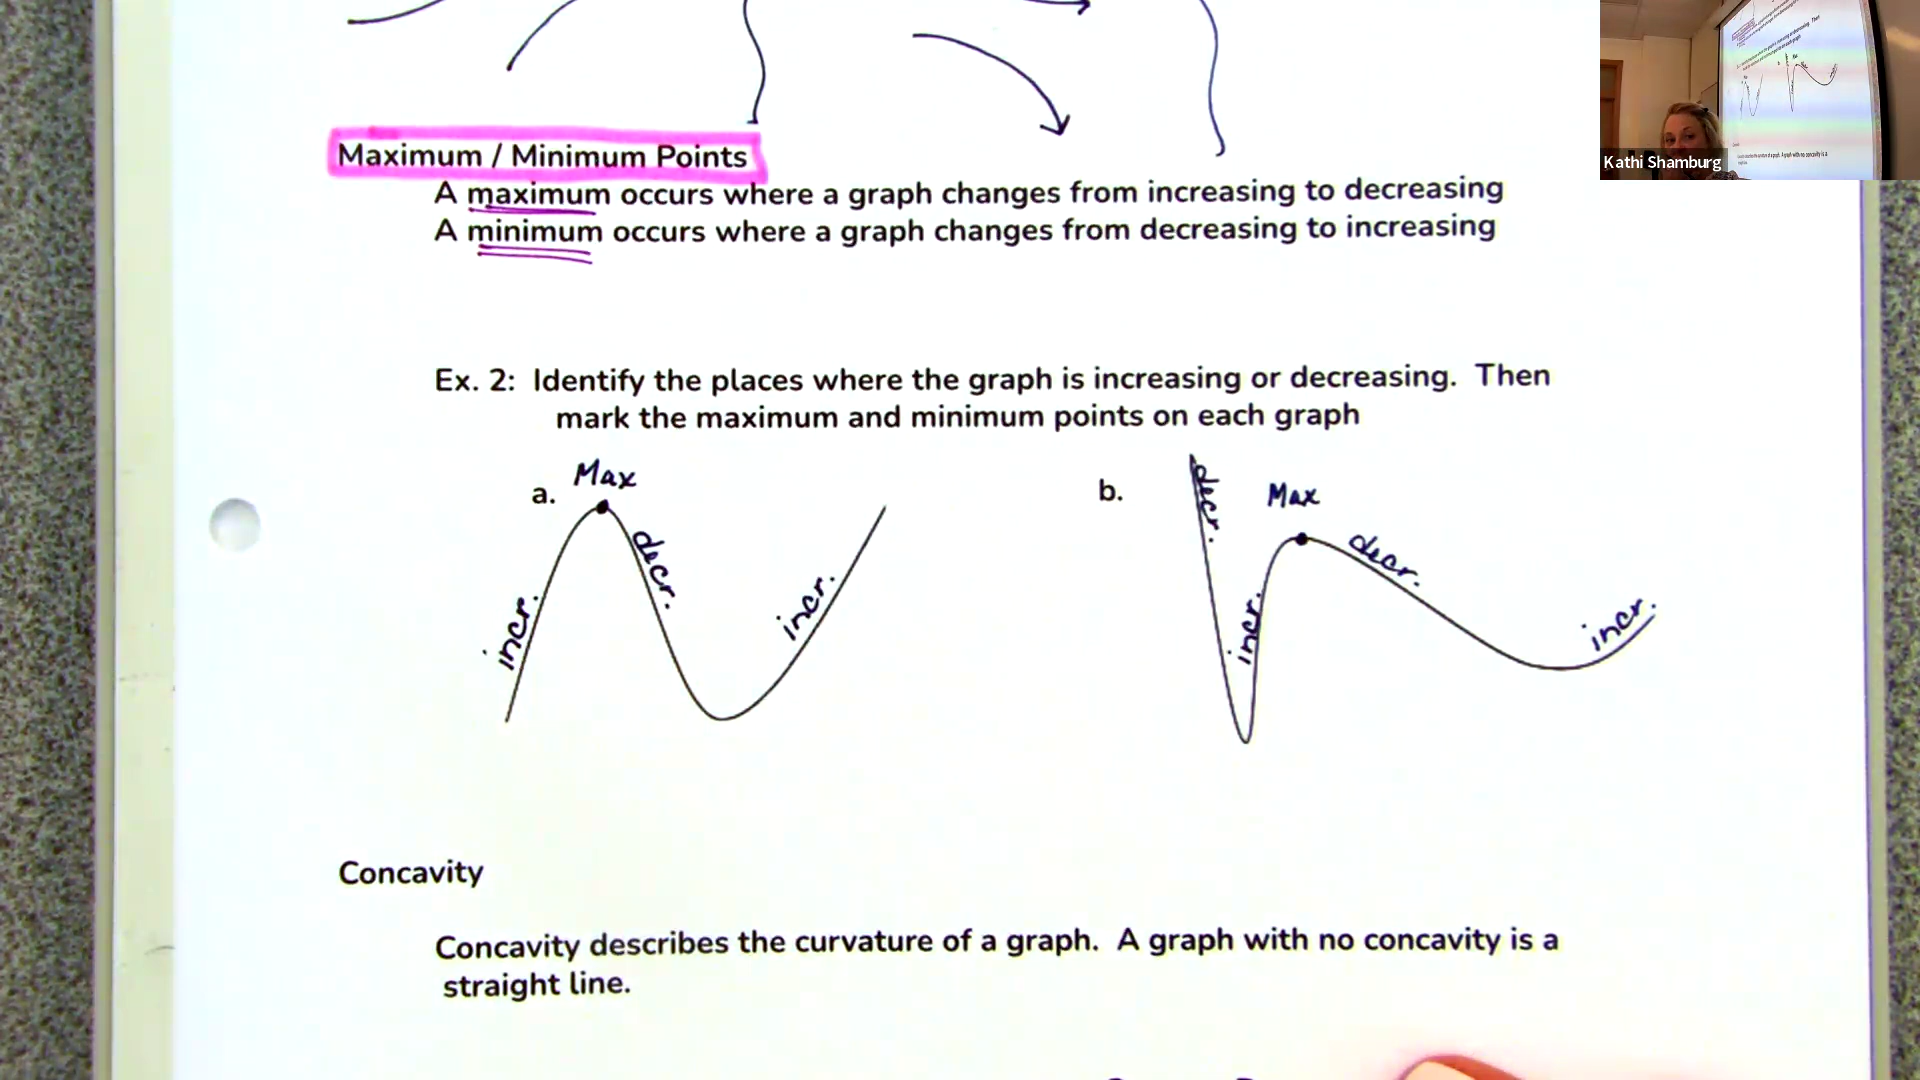 Kathi Shamburg
Maximum / Minimum Points
A maximum occurs where a graph changes from increasing to decreasing
A minimum occurs where a graph changes from decreasing to increasing
Ex. 2: Identify the places where the graph is increasing or decreasing. Then
mark the maximum and minimum points on each graph
a.
Max
incr.
decr.
incr.
b.
decr.
Max
incr.
decr.
incr.
Concavity
Concavity describes the curvature of a graph. A graph with no concavity is a
straight line.